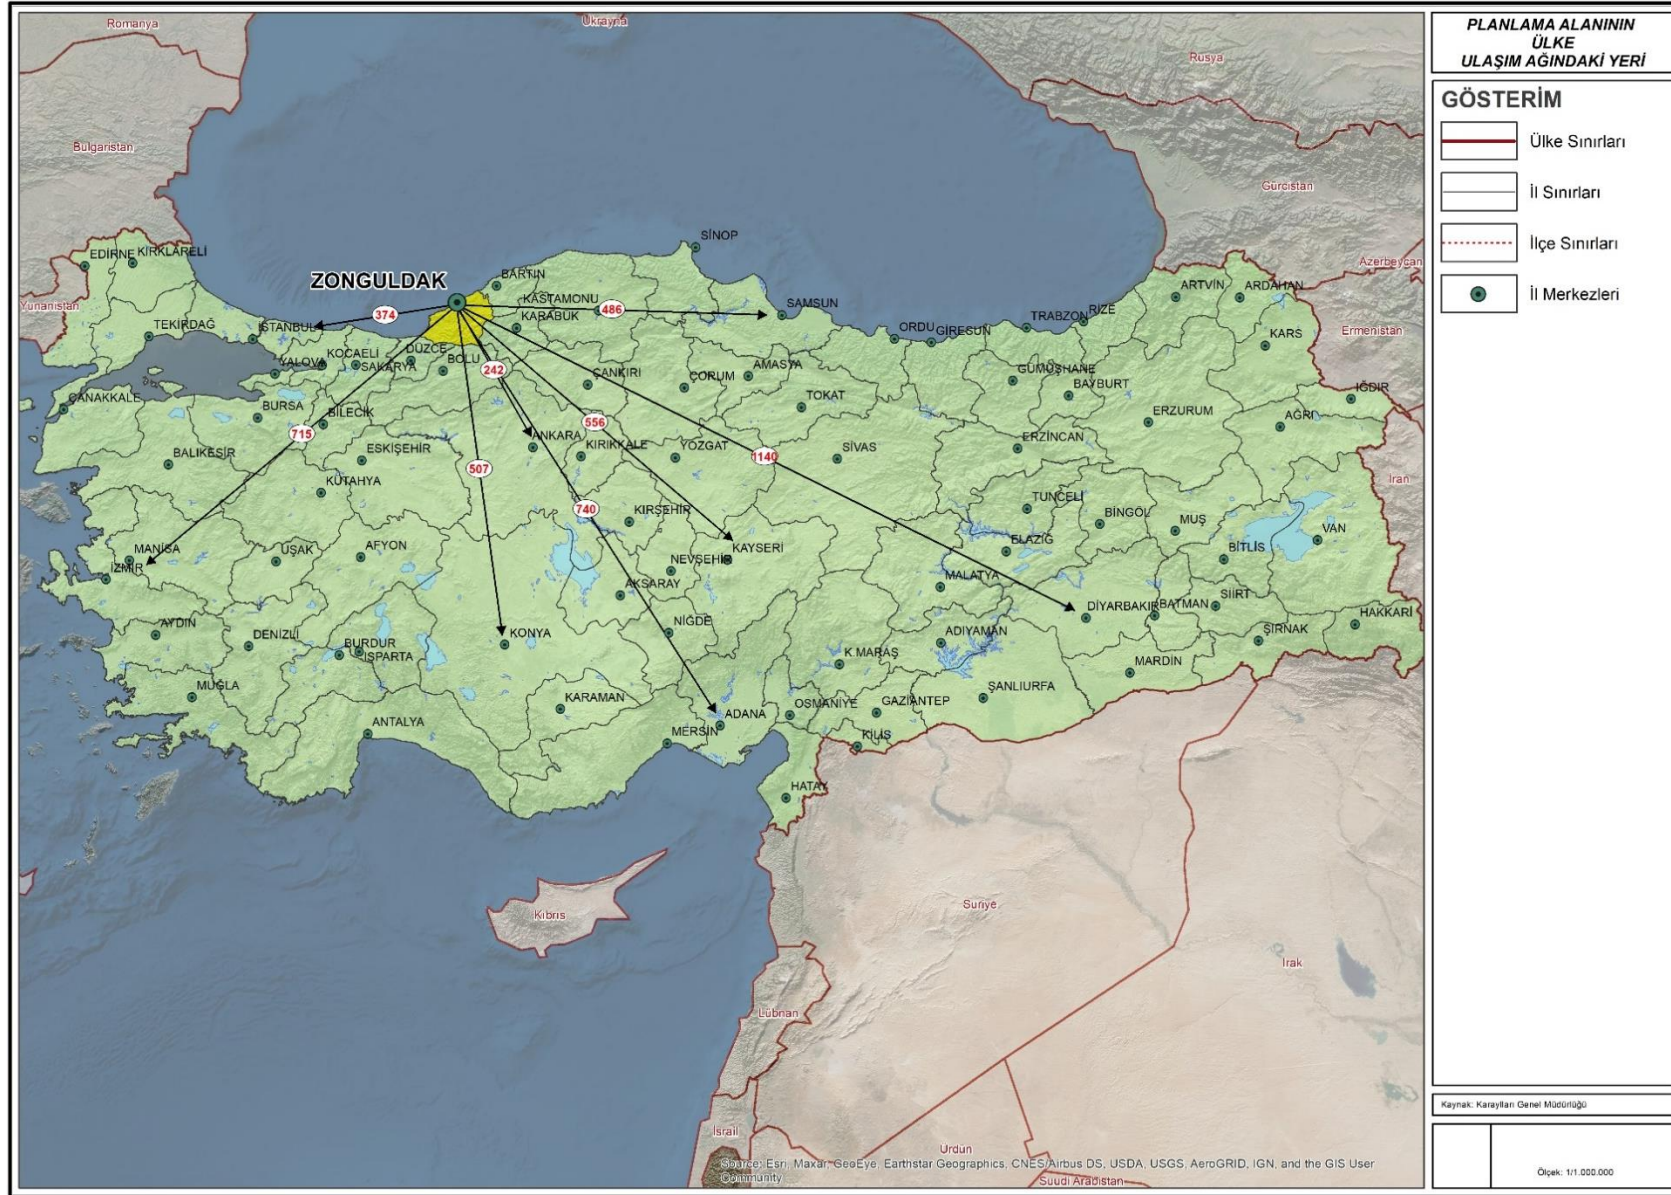 Romanya
Ukrayna
Rusya
Bulgaristan
Gürcistan
Azerbeycan
Yunanistan
Ermenistan
İran
SİNOP
EDİRNE
KIRKLARELİ
ZONGULDAK
BARTIN
KASTAMONU
KARABÜK
SAMSUN
ARTVİN
ARDAHAN
TEKİRDAĞ
İSTANBUL
374
486
ORDU
GİRESUN
TRABZON
RİZE
KARS
YALOVA
KOCAELİ
SAKARYA
DÜZCE
BOLU
242
ÇANKIRI
ÇORUM
AMASYA
GÜMÜŞHANE
BAYBURT
IĞDIR
ÇANAKKALE
BURSA
BİLECİK
TOKAT
ERZURUM
AĞRI
715
556
BALIKESİR
ESKİŞEHİR
ANKARA
KIRIKKALE
YOZGAT
1140
SİVAS
ERZİNCAN
KÜTAHYA
507
740
KIRŞEHİR
TUNCELİ
BİNGÖL
MUŞ
VAN
MANİSA
UŞAK
AFYON
NEVŞEHİR
KAYSERİ
ELAZIĞ
BİTLİS
İZMİR
AKSARAY
MALATYA
DİYARBAKIR
BATMAN
SİİRT
HAKKARİ
AYDIN
DENİZLİ
BURDUR
ISPARTA
KONYA
NİĞDE
ADIYAMAN
ŞIRNAK
K.MARAŞ
MARDİN
MUĞLA
KARAMAN
OSMANİYE
GAZİANTEP
ŞANLIURFA
ANTALYA
MERSİN
ADANA
KİLİS
HATAY
Kıbrıs
Suriye
Irak
Lübnan
İsrail
Ürdün
Suudi Arabistan
Source: Esri, Maxar, GeoEye, Earthstar Geographics, CNES/Airbus DS, USDA, USGS, AeroGRID, IGN, and the GIS User
Community
PLANLAMA ALANININ
ÜLKE
ULAŞIM AĞINDAKİ YERİ
GÖSTERİM
Ülke Sınırları
İl Sınırları
İlçe Sınırları
İl Merkezleri
Kaynak: Karayları Genel Müdürlüğü
Ölçek: 1/1.000.000